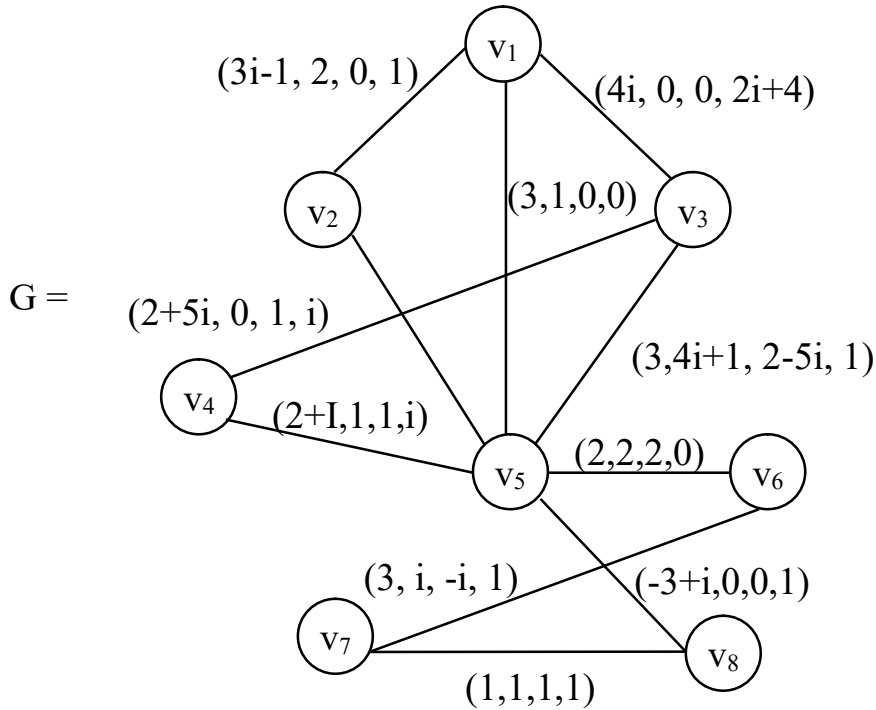 v1
(3i-1, 2, 0, 1)
(4i, 0, 0, 2i+4)
v2
(3,1,0,0)
v3
G =
(2+5i, 0, 1, i)
(3,4i+1, 2-5i, 1)
v4
(2+I,1,1,i)
v5
(2,2,2,0)
v6
(3, i, -i, 1)
(-3+i,0,0,1)
v7
v8
(1,1,1,1)